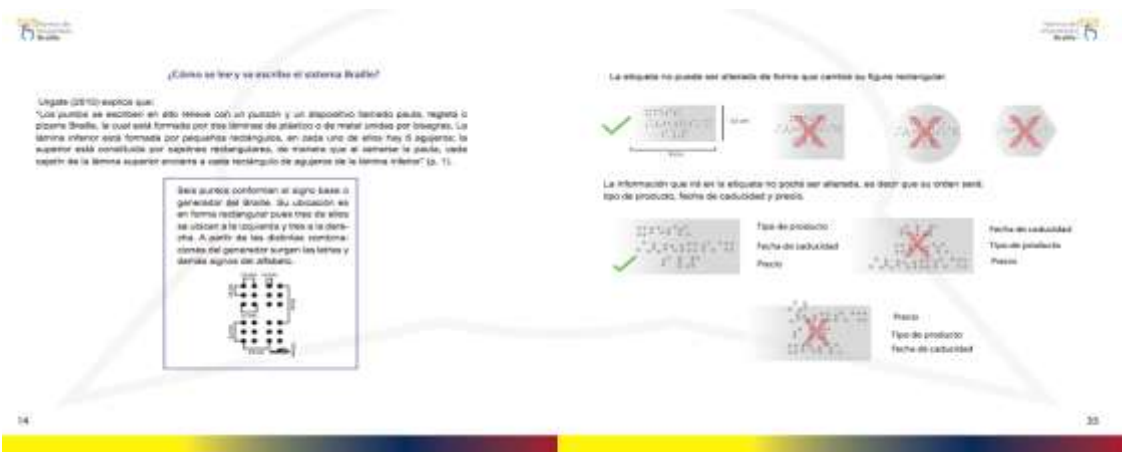 ¿Cómo se lee y se escribe el sistema Braille?
Ugalde (2010) explica que:
"Los puntos se escriben en alto relieve con un punzón y un dispositivo llamado pauta, regleta o
pizarra Braille, la cual está formada por dos láminas de plástico o de metal unidas por bisagras. La
lámina inferior está formada por pequeños rectángulos, en cada uno de ellos hay 6 agujeros; la
superior está constituida por cajetines rectangulares, de manera que al cerrarse la pauta, cada
cajetín de la lámina superior encierra a cada rectángulo de agujeros de la lámina inferior" (p. 1).
Seis puntos conforman el signo base o
generador del Braille. Su ubicación es
en forma rectangular pues tres de ellos
se ubican a la izquierda y tres a la dere-
cha. A partir de las distintas combina-
ciones del generador surgen las letras y
demás signos del alfabeto.
14
La etiqueta no puede ser alterada de forma que cambie su figura rectangular.
La información que irá en la etiqueta no podrá ser alterada, es decir que su orden será:
tipo de producto, fecha de caducidad y precio.
Tipo de producto
Fecha de caducidad
Precio
Fecha de caducidad
Tipo de producto
Precio
Precio
Tipo de producto
Fecha de caducidad
35